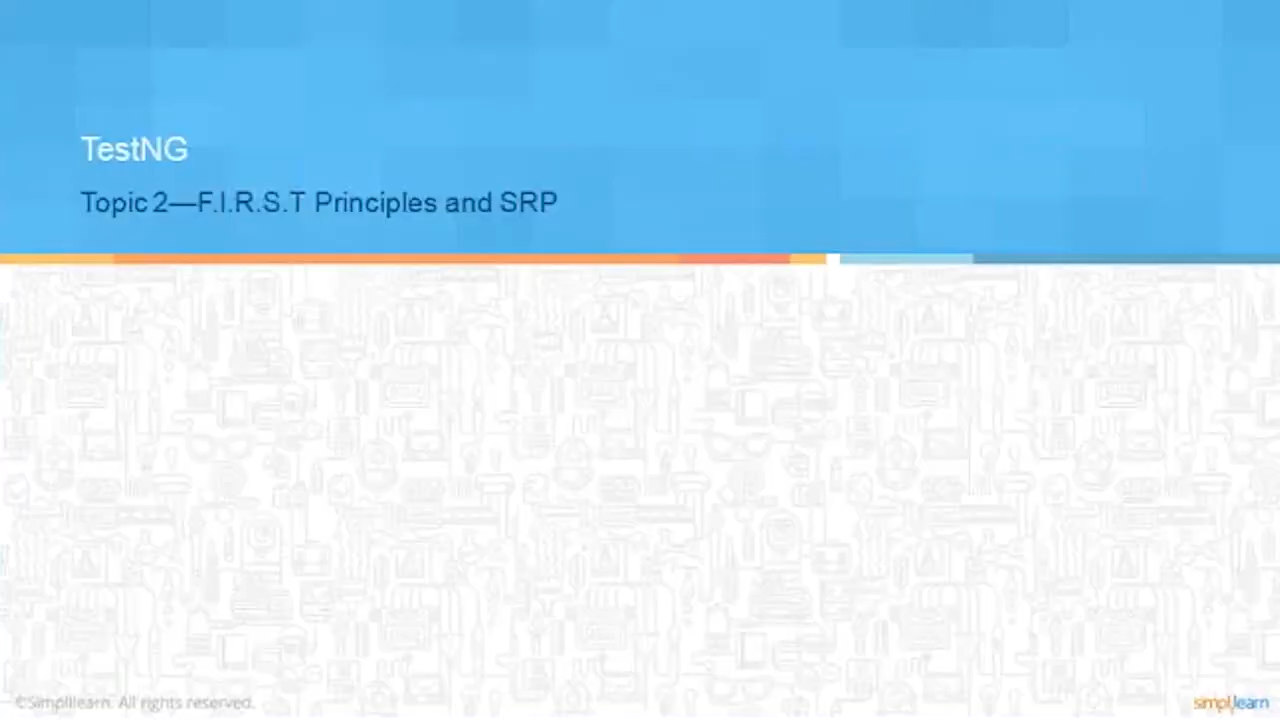 TestNG
Topic 2—F.I.R.S.T Principles and SRP
©Simplilearn. All rights reserved.
simplilearn